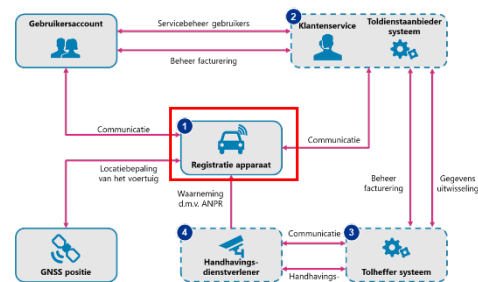 Gebruikersaccount
Servicebeheer gebruikers
Beheer facturering
2
Klantenservice
Toldienstaanbieder
systeem
Communicatie
1
Registratie apparaat
Communicatie
Locatiebepaling
van het voertuig
Waarneming
d.m.v. ANPR
Beheer
facturering
Gegevens
uitwisseling
GNSS positie
4
Handhavings-
dienstverlener
Communicatie
Handhavings-
3
Tolheffer systeem